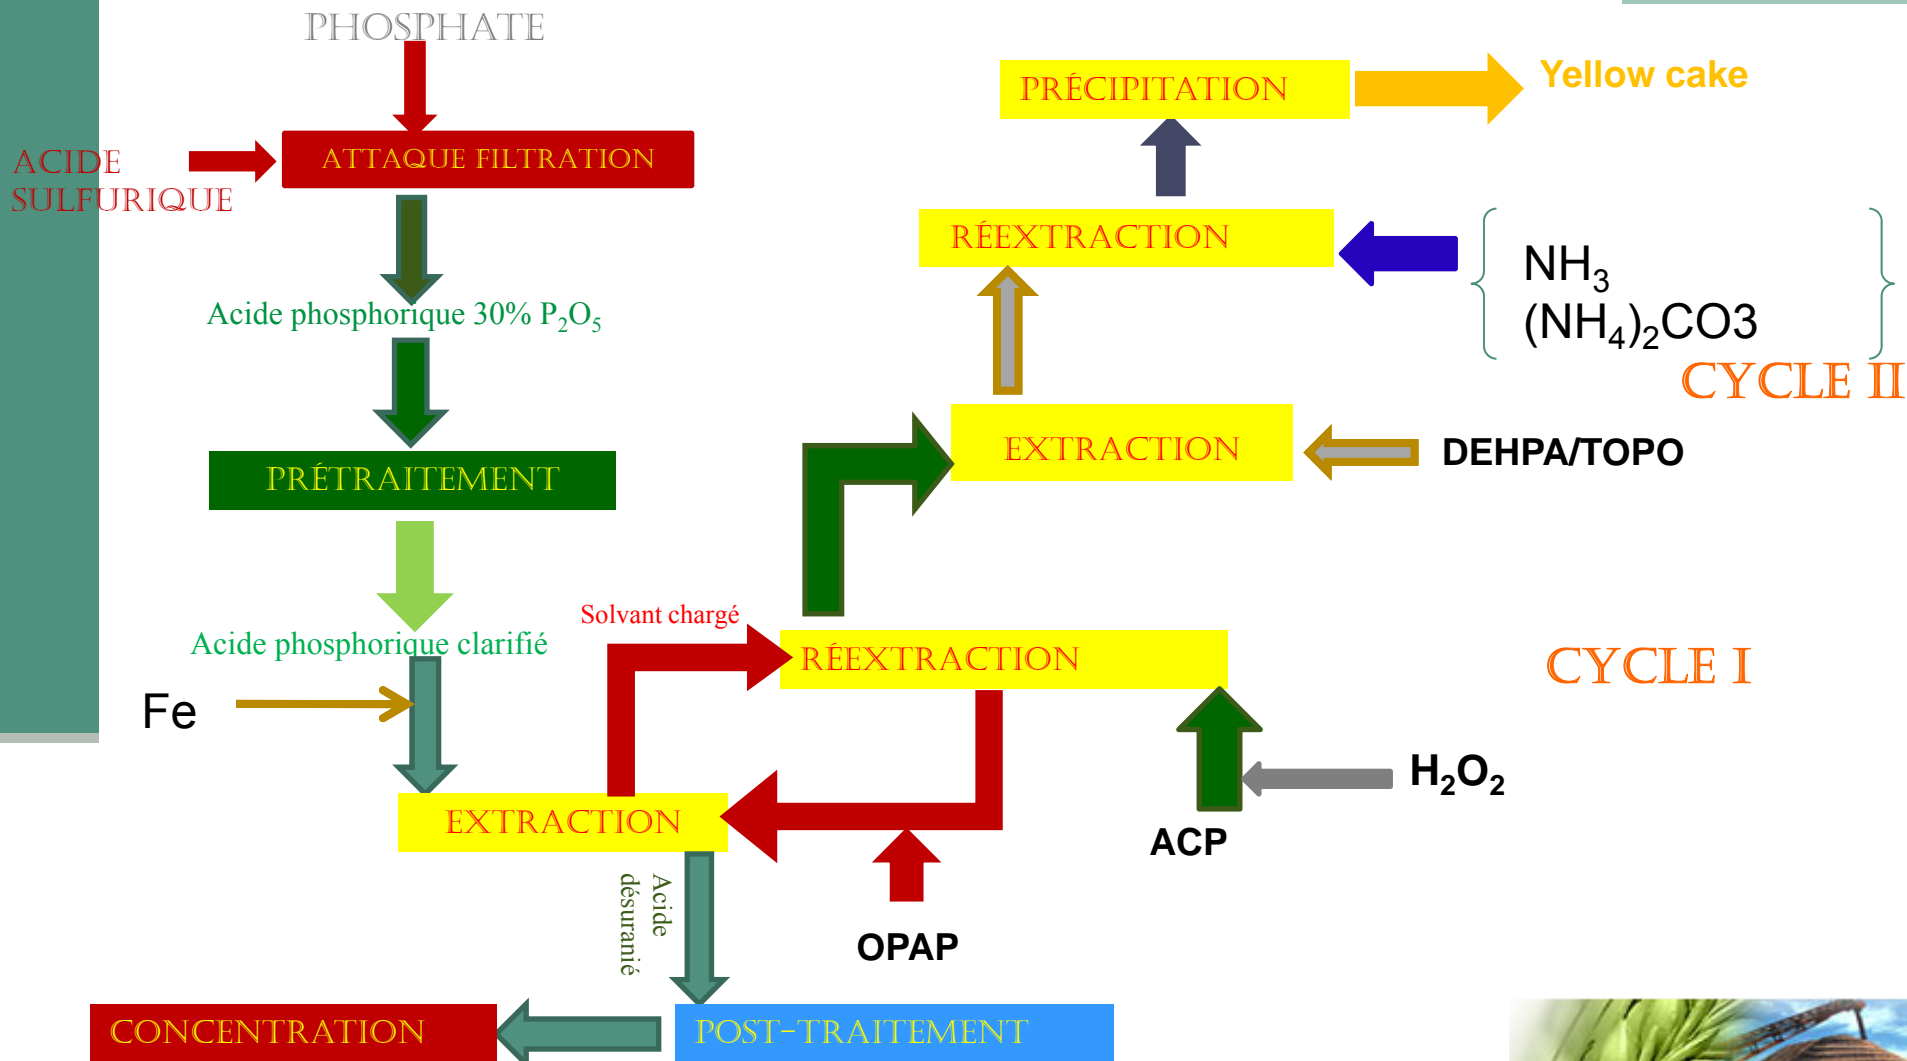 PHOSPHATE
ACIDE
SULFURIQUE
ATTAQUE FILTRATION
Acide phosphorique 30% P₂O₅
PRÉTRAITEMENT
Acide phosphorique clarifié
Fe
EXTRACTION
Solvant chargé
RÉEXTRACTION
Acide
désuranié
OPAP
ACP
H₂O₂
CYCLE I
POST-TRAITEMENT
CONCENTRATION
EXTRACTION
DEHPA/TOPO
RÉEXTRACTION
NH₃
(NH₄)₂CO3
CYCLE II
PRÉCIPITATION
Yellow cake